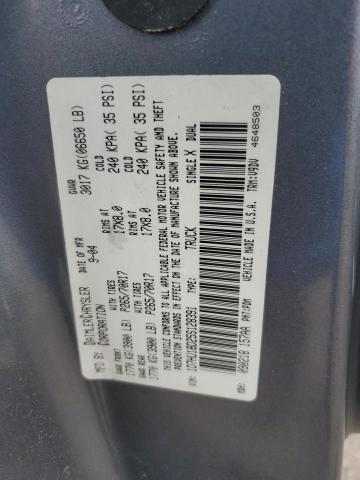 MFD BY DAIMLERCHRYSLER CORPORATION
DATE OF MFR 9-04
GVWR 3017 KG(06650 LB)
GAWR FRONT 1770 KG(3900 LB)
WITH TIRES P265/70R17
RIMS AT 17X8.0
COLD 240 KPA( 35 PSI)
GAWR REAR 1770 KG(3900 LB)
WITH TIRES P265/70R17
RIMS AT 17X8.0
COLD 240 KPA( 35 PSI)
THIS VEHICLE CONFORMS TO ALL APPLICABLE FEDERAL MOTOR VEHICLE SAFETY AND THEFT
PREVENTION STANDARDS IN EFFECT ON THE DATE OF MANUFACTURE SHOWN ABOVE.
TYPE: TRUCK SINGLE X DUAL
VEHICLE MADE IN U.S.A.
TRM:V9DV
4648503